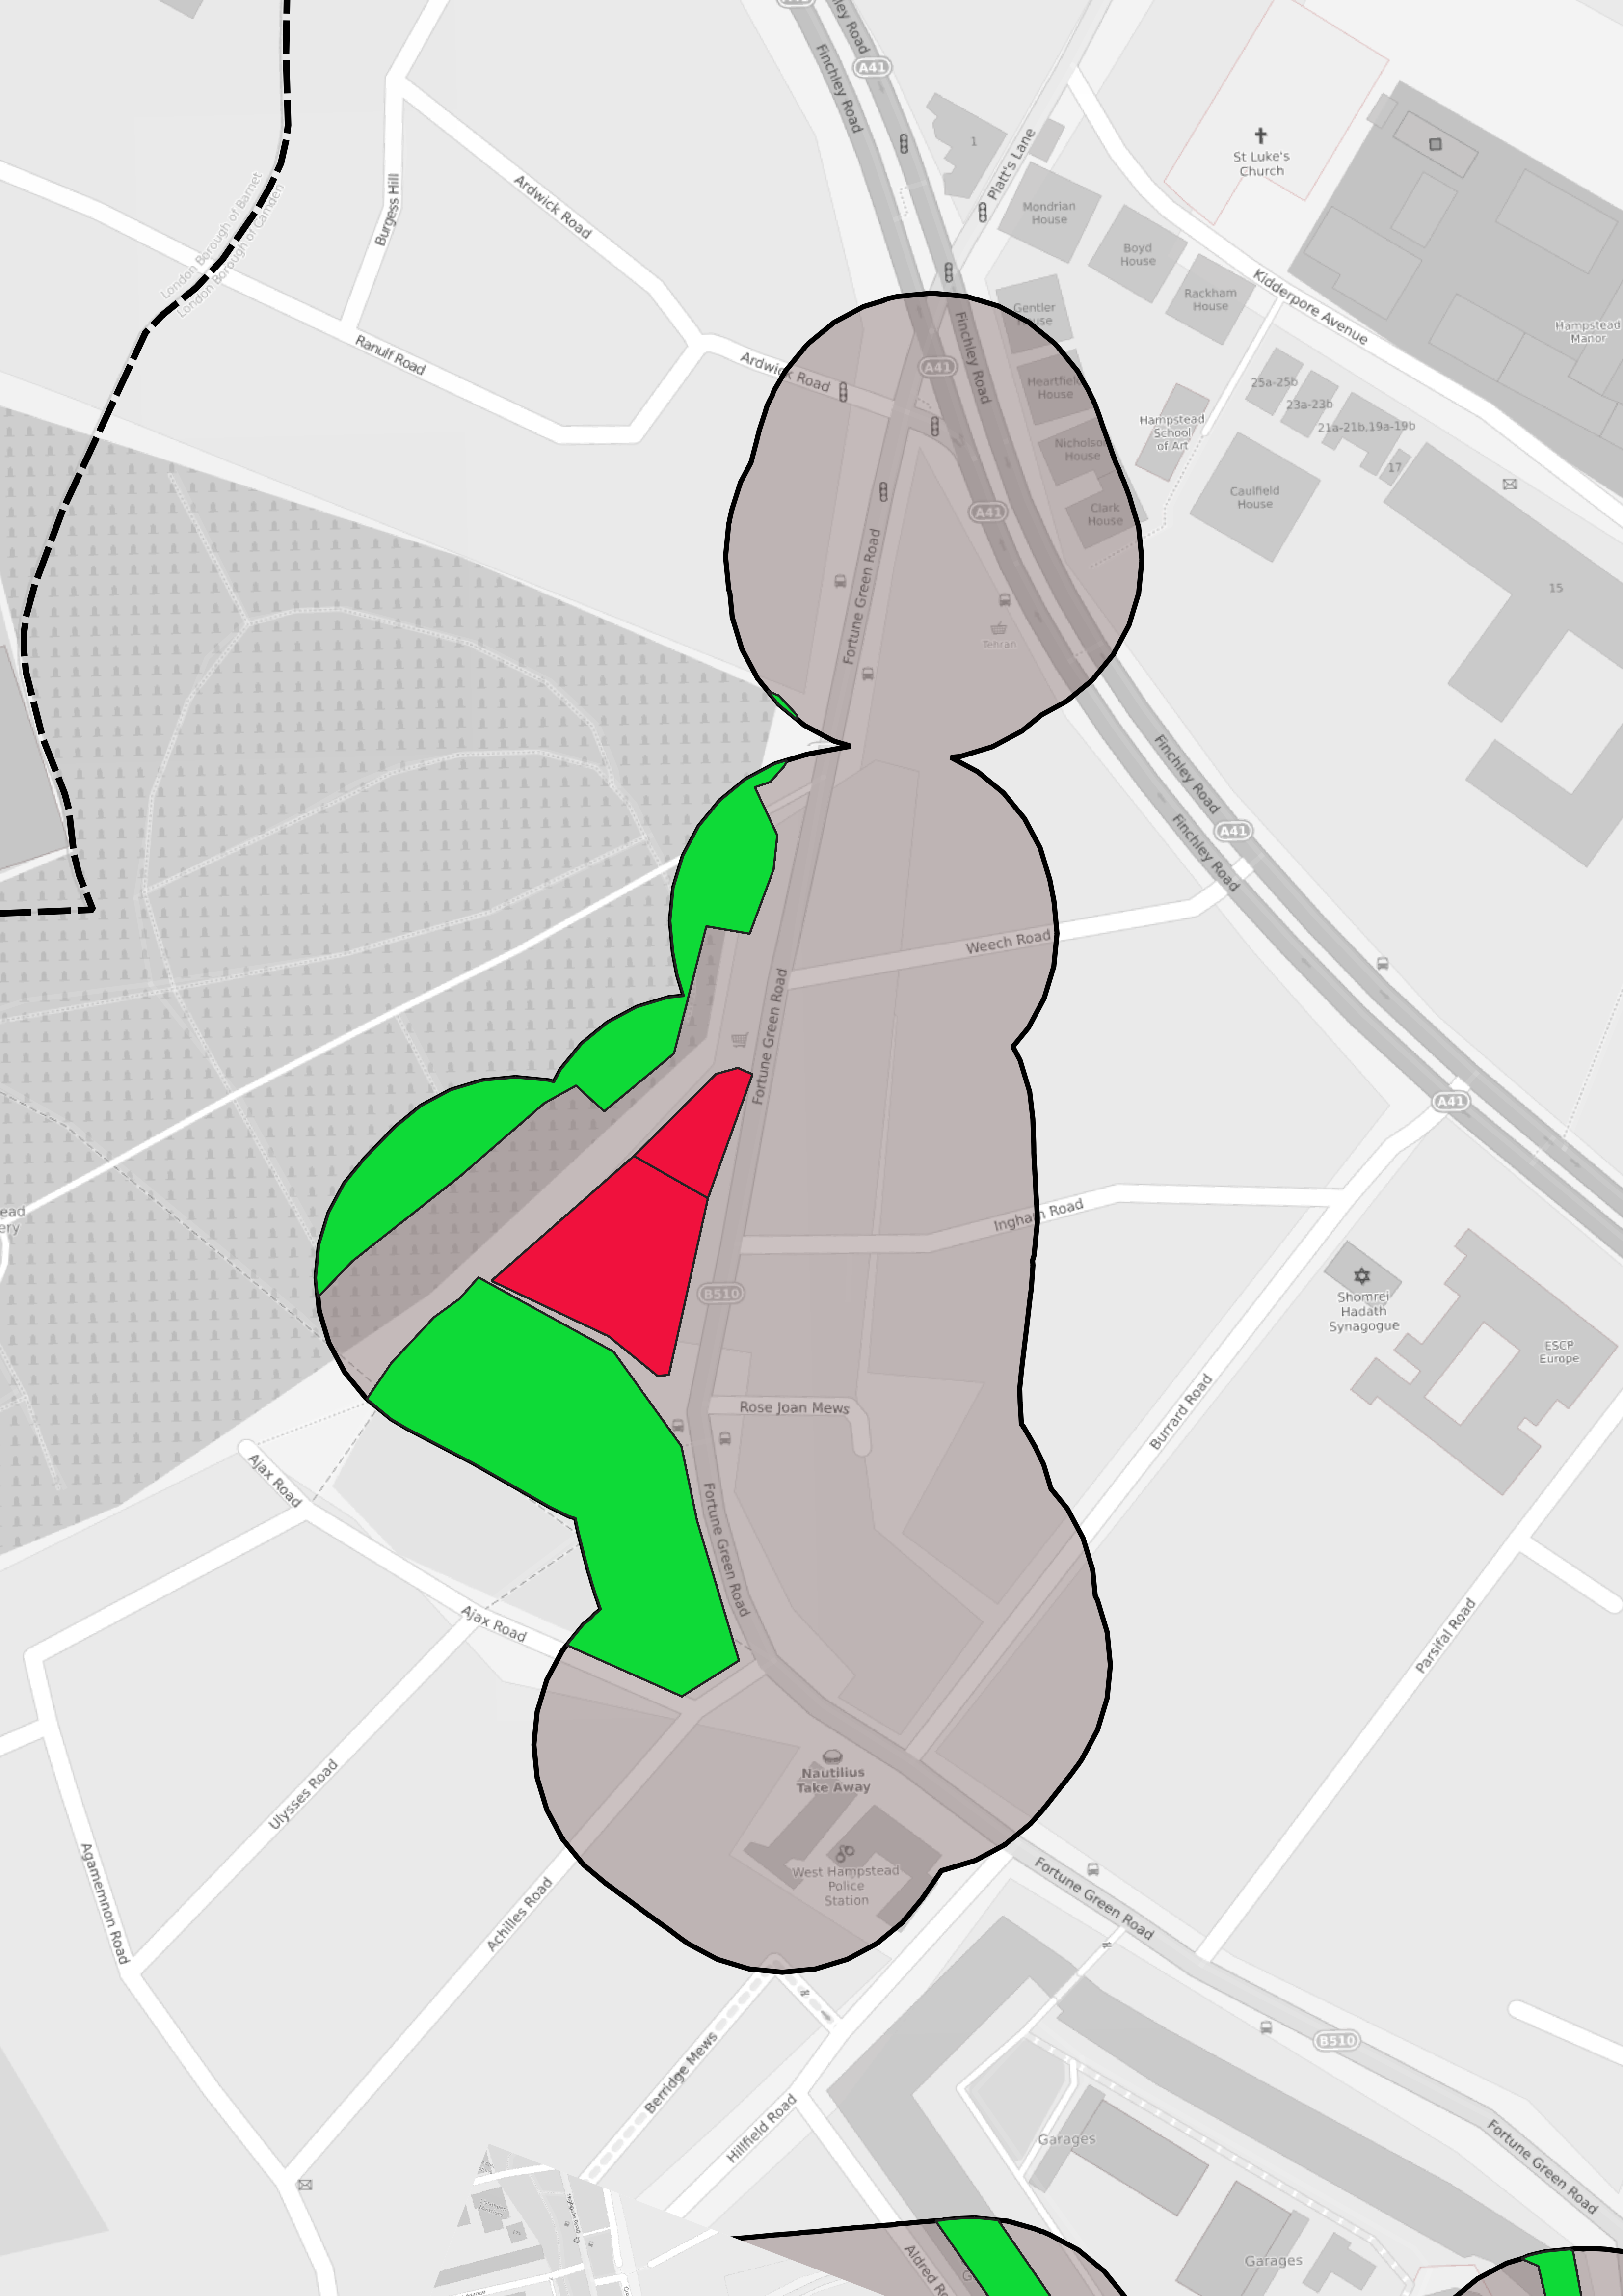 Finchley Road
A41
Finchley Road
1
Platt's Lane
St Luke's
Church
London Borough of Barnet
London Borough of Camden
Burgess Hill
Ardwick Road
Mondrian
House
Boyd
House
Rackham
House
Kidderpore Avenue
Hampstead
Manor
Gentler
House
Ranulf Road
Ardwick Road
A41
Finchley Road
Heartfield
House
25a-25b
23a-23b
21a-21b,19a-19b
Hampstead
School
of Art
Nicholson
House
17
Caulfield
House
A41
Clark
House
15
Fortune Green Road
Tehran
Finchley Road
A41
Finchley Road
Weech Road
Fortune Green Road
A41
Ingham Road
B510
Shomrei
Hadath
Synagogue
ESCP
Europe
Rose Joan Mews
Burrard Road
Ajax Road
Fortune Green Road
Ajax Road
Parsifal Road
Nautilius
Take Away
Ulysses Road
West Hampstead
Police
Station
Agamemnon Road
Achilles Road
Fortune Green Road
B510
Berridge Mews
Hillfield Road
Garages
Fortune Green Road
Aldred Ro
Garages